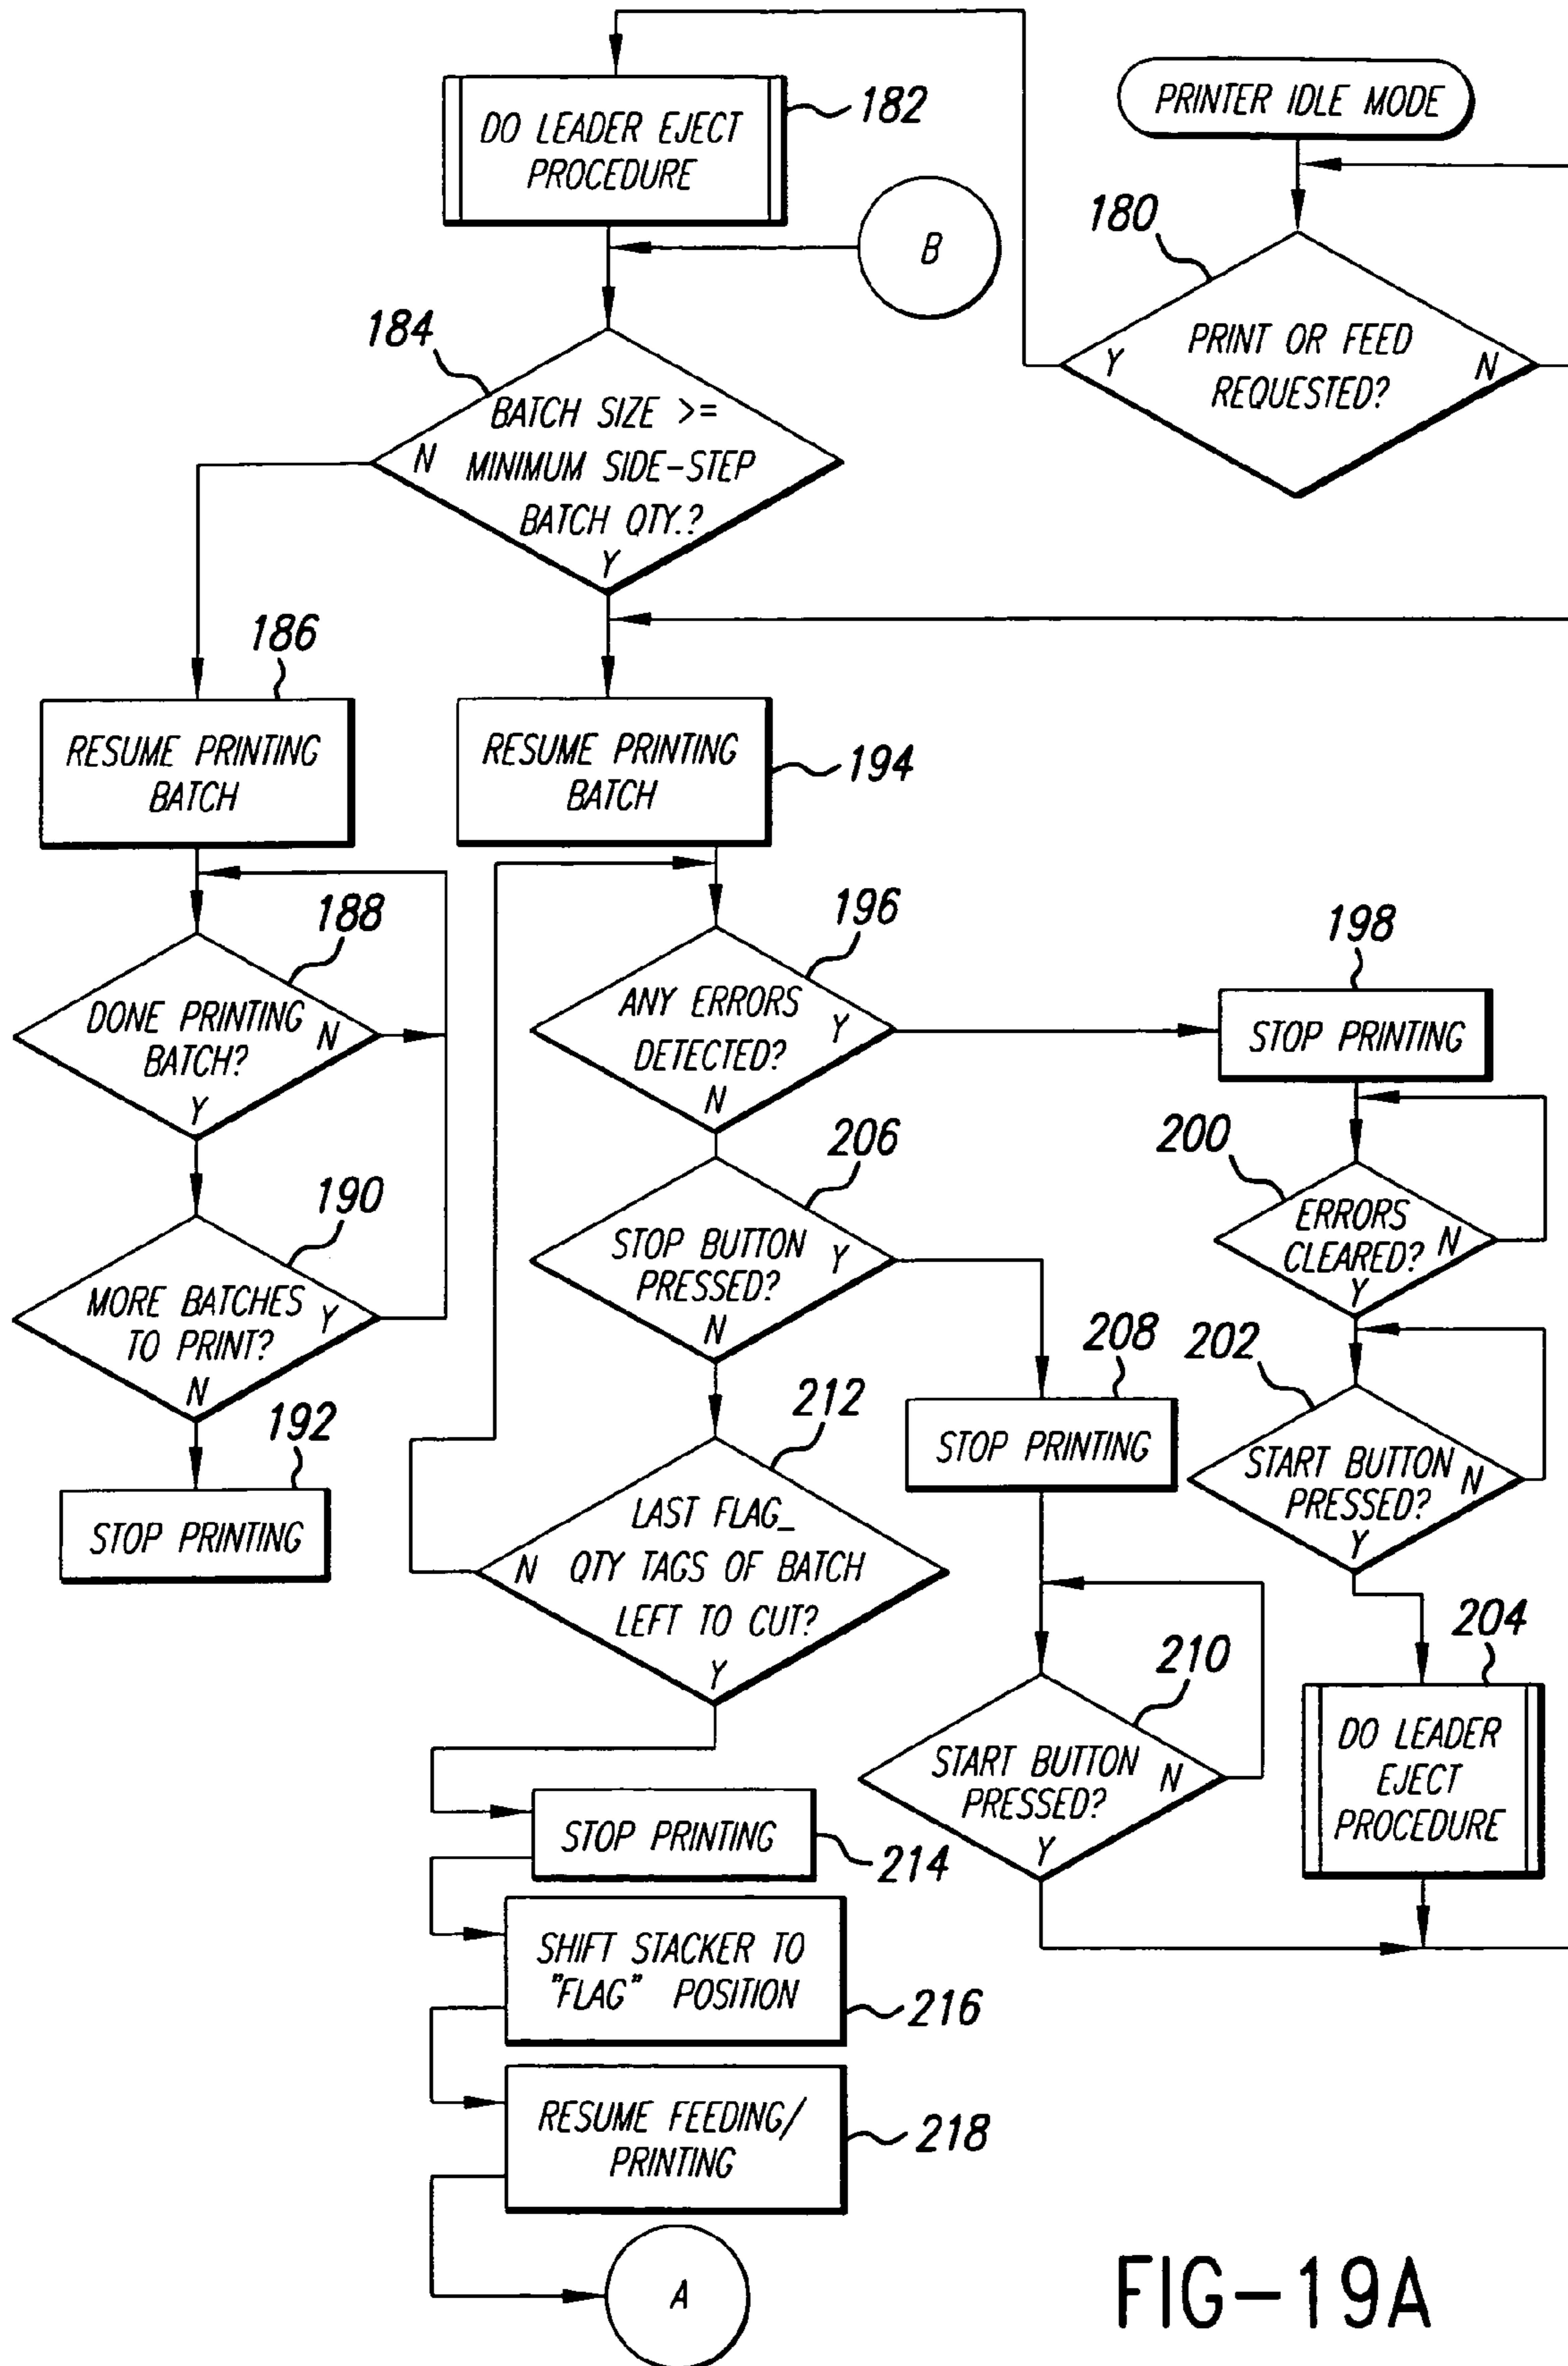 DO LEADER EJECT
PROCEDURE
182
PRINTER IDLE MODE
B
180
PRINT OR FEED
REQUESTED?
Y
N
184
BATCH SIZE >=
MINIMUM SIDE-STEP
BATCH QTY.?
N
Y
186
RESUME PRINTING
BATCH
RESUME PRINTING
BATCH
194
188
DONE PRINTING
BATCH?
N
Y
190
MORE BATCHES
TO PRINT?
Y
N
192
STOP PRINTING
196
ANY ERRORS
DETECTED?
Y
N
198
STOP PRINTING
200
ERRORS
CLEARED?
N
Y
206
STOP BUTTON
PRESSED?
Y
N
208
STOP PRINTING
202
START BUTTON
PRESSED?
N
Y
212
LAST FLAG_
QTY TAGS OF BATCH
LEFT TO CUT?
N
Y
210
START BUTTON
PRESSED?
N
Y
204
DO LEADER
EJECT
PROCEDURE
STOP PRINTING
214
SHIFT STACKER TO
"FLAG" POSITION
216
RESUME FEEDING/
PRINTING
218
A
FIG-19A